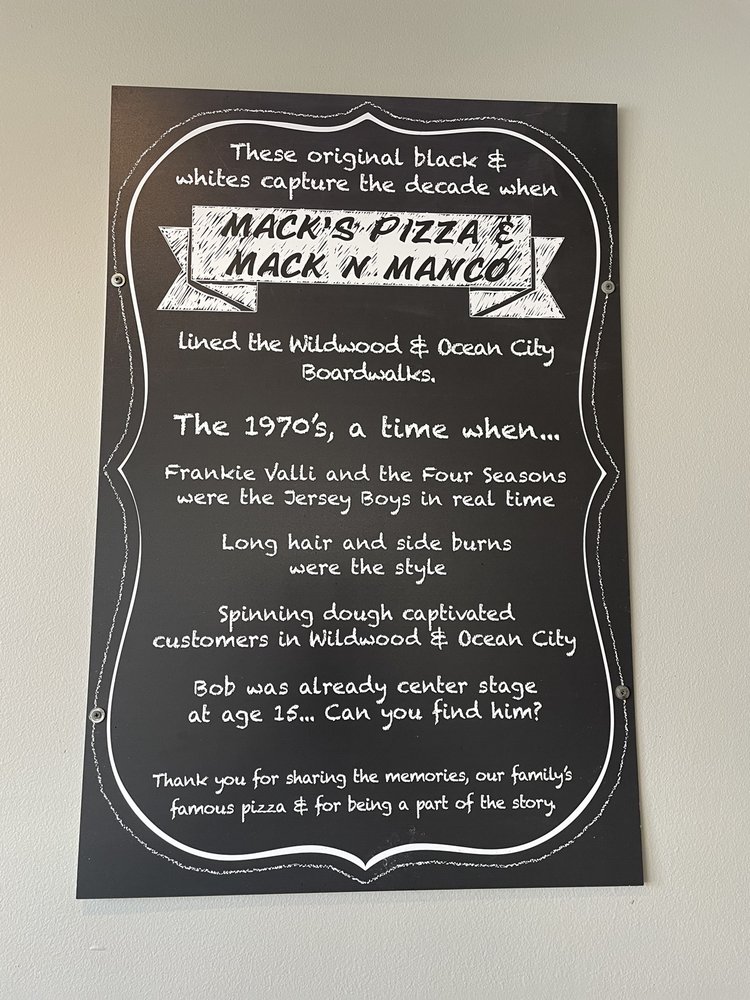 These original black &
whites capture the decade when
MACK'S PIZZA &
MACK N MANCO
lined the Wildwood & Ocean City
Boardwalks.
The 1970's, a time when...
Frankie Valli and the Four Seasons
were the Jersey Boys in real time
Long hair and side burns
were the style
Spinning dough captivated
customers in Wildwood & Ocean City
Bob was already center stage
at age 15... Can you find him?
Thank you for sharing the memories, our family's
famous pizza & for being a part of the story.